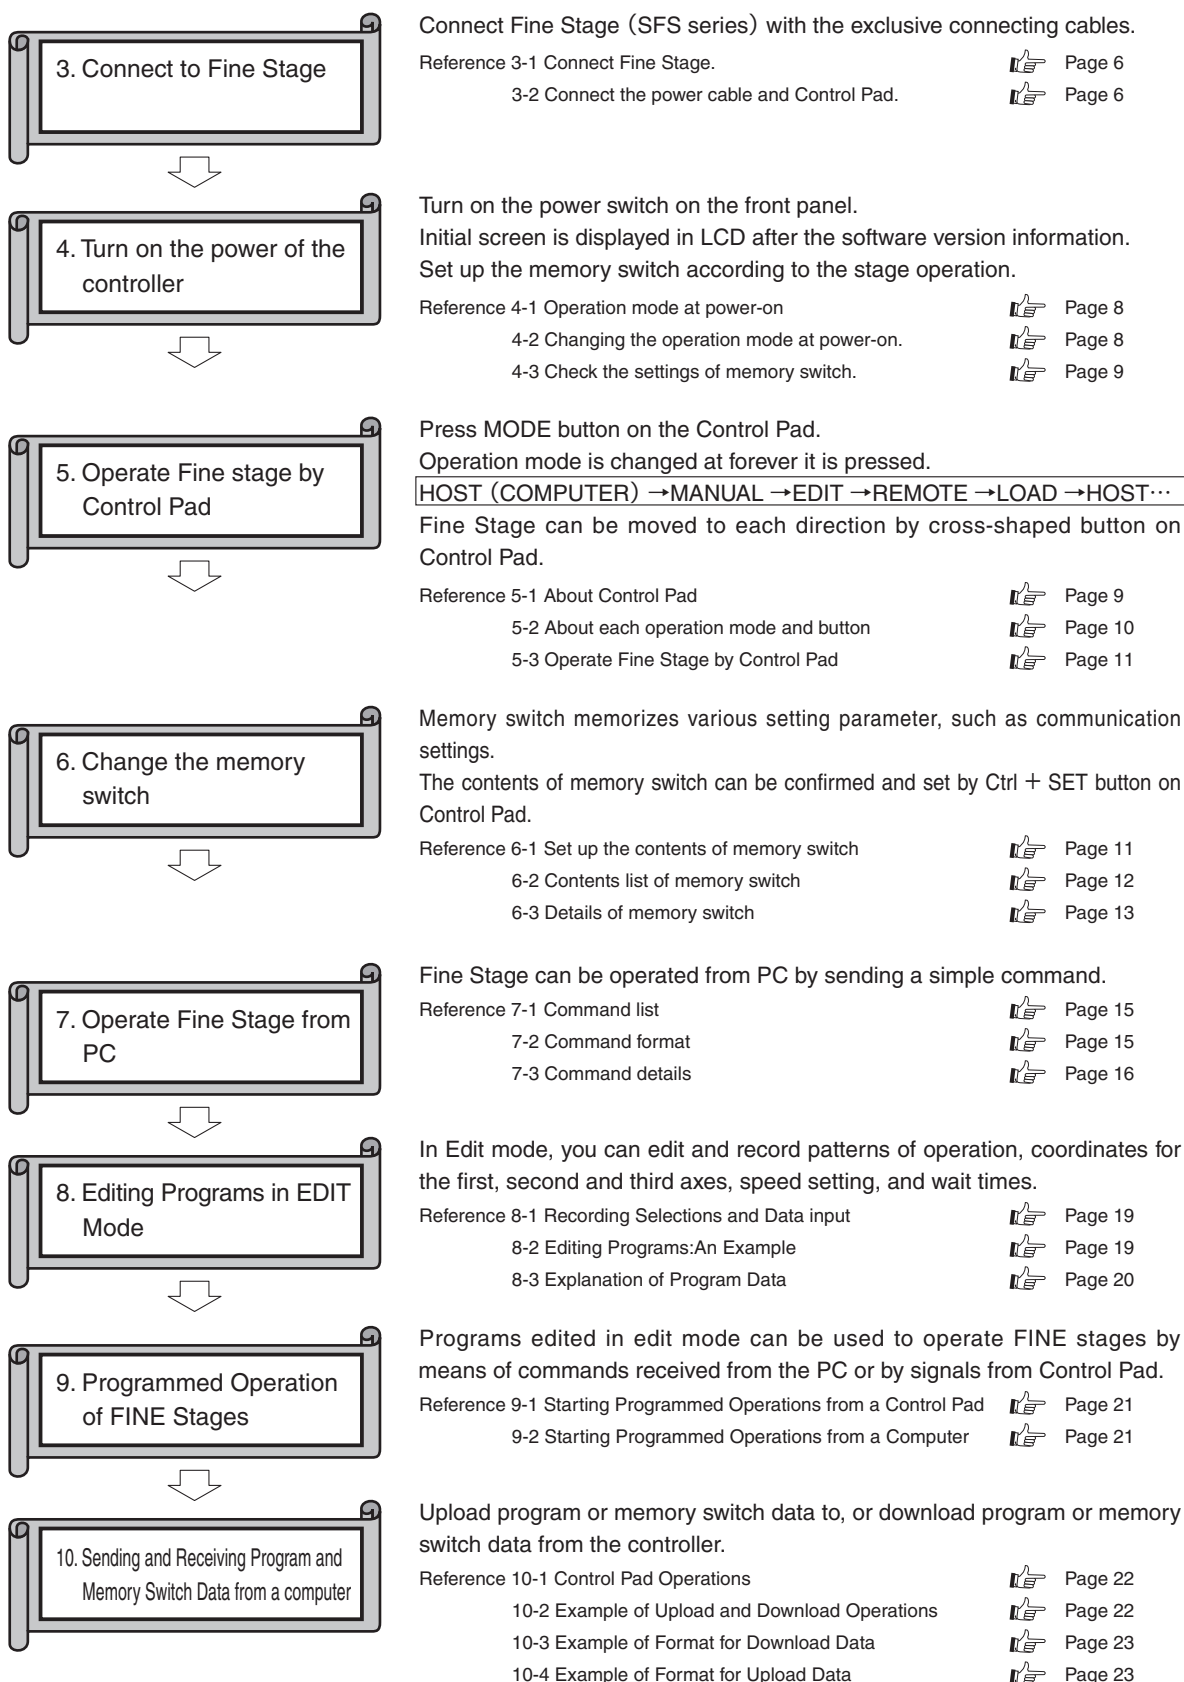 3. Connect to Fine Stage
Connect Fine Stage (SFS series) with the exclusive connecting cables.
Reference 3-1 Connect Fine Stage. Page 6
3-2 Connect the power cable and Control Pad. Page 6
4. Turn on the power of the
controller
Turn on the power switch on the front panel.
Initial screen is displayed in LCD after the software version information.
Set up the memory switch according to the stage operation.
Reference 4-1 Operation mode at power-on Page 8
4-2 Changing the operation mode at power-on. Page 8
4-3 Check the settings of memory switch. Page 9
5. Operate Fine stage by
Control Pad
Press MODE button on the Control Pad.
Operation mode is changed at forever it is pressed.
HOST (COMPUTER) →MANUAL →EDIT →REMOTE →LOAD →HOST…
Fine Stage can be moved to each direction by cross-shaped button on
Control Pad.
Reference 5-1 About Control Pad Page 9
5-2 About each operation mode and button Page 10
5-3 Operate Fine Stage by Control Pad Page 11
6. Change the memory
switch
Memory switch memorizes various setting parameter, such as communication
settings.
The contents of memory switch can be confirmed and set by Ctrl + SET button on
Control Pad.
Reference 6-1 Set up the contents of memory switch Page 11
6-2 Contents list of memory switch Page 12
6-3 Details of memory switch Page 13
7. Operate Fine Stage from
PC
Fine Stage can be operated from PC by sending a simple command.
Reference 7-1 Command list Page 15
7-2 Command format Page 15
7-3 Command details Page 16
8. Editing Programs in EDIT
Mode
In Edit mode, you can edit and record patterns of operation, coordinates for
the first, second and third axes, speed setting, and wait times.
Reference 8-1 Recording Selections and Data input Page 19
8-2 Editing Programs:An Example Page 19
8-3 Explanation of Program Data Page 20
9. Programmed Operation
of FINE Stages
Programs edited in edit mode can be used to operate FINE stages by
means of commands received from the PC or by signals from Control Pad.
Reference 9-1 Starting Programmed Operations from a Control Pad Page 21
9-2 Starting Programmed Operations from a Computer Page 21
10. Sending and Receiving Program and
Memory Switch Data from a computer
Upload program or memory switch data to, or download program or memory
switch data from the controller.
Reference 10-1 Control Pad Operations Page 22
10-2 Example of Upload and Download Operations Page 22
10-3 Example of Format for Download Data Page 23
10-4 Example of Format for Upload Data Page 23